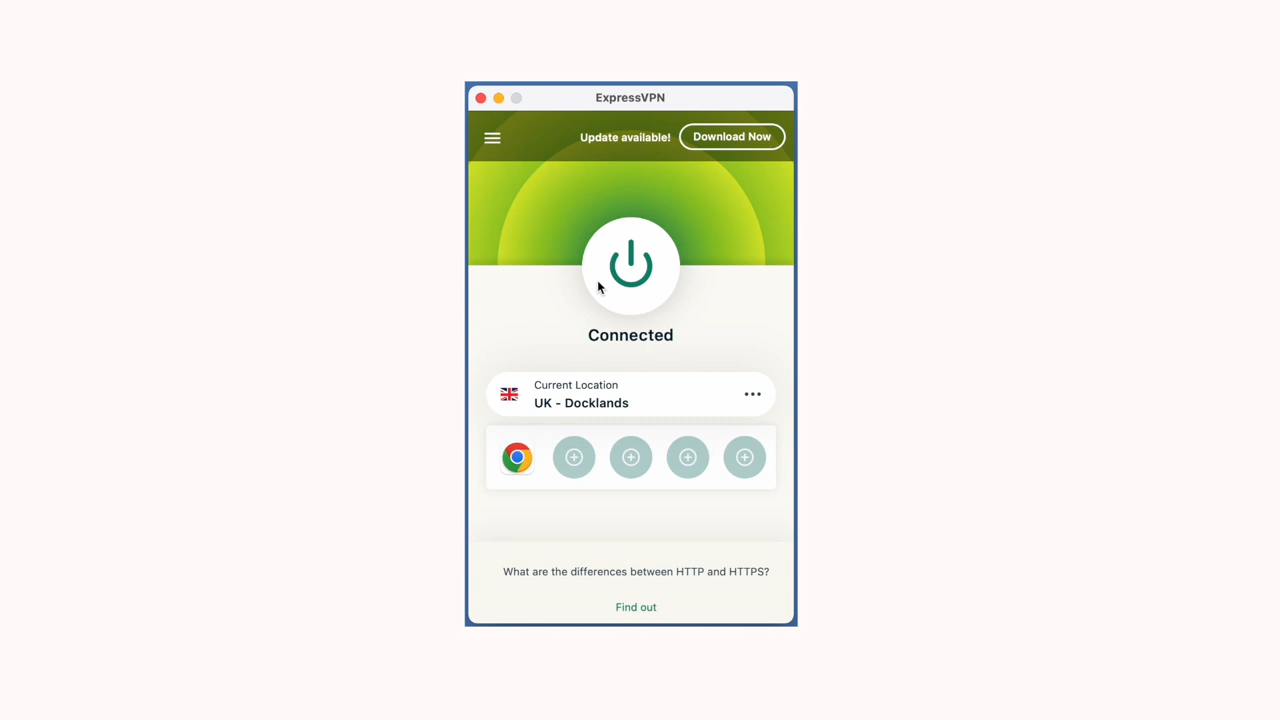 ExpressVPN
Update available!
Download Now
Connected
Current Location
UK - Docklands
What are the differences between HTTP and HTTPS?
Find out